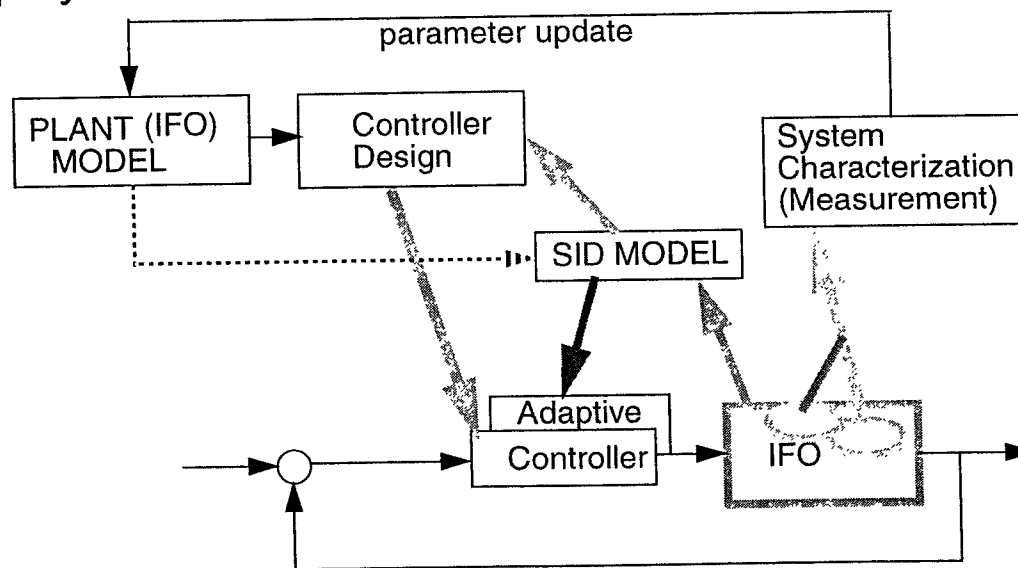 parameter update
PLANT (IFO)
MODEL
Controller
Design
System
Characterization
(Measurement)
SID MODEL
Adaptive
Controller
IFO